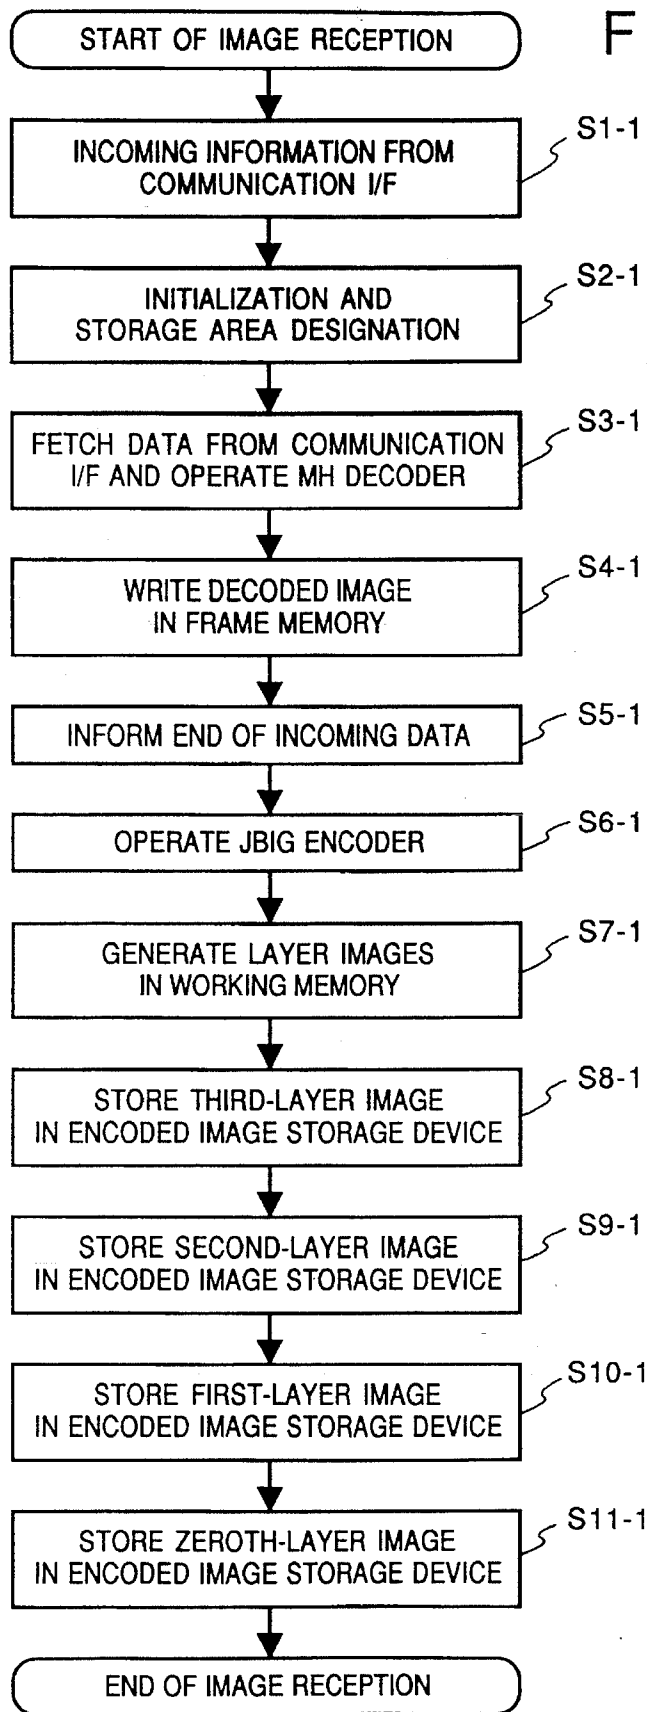 START OF IMAGE RECEPTION
F
S1-1
INCOMING INFORMATION FROM
COMMUNICATION I/F
S2-1
INITIALIZATION AND
STORAGE AREA DESIGNATION
S3-1
FETCH DATA FROM COMMUNICATION
I/F AND OPERATE MH DECODER
S4-1
WRITE DECODED IMAGE
IN FRAME MEMORY
S5-1
INFORM END OF INCOMING DATA
S6-1
OPERATE JBIG ENCODER
S7-1
GENERATE LAYER IMAGES
IN WORKING MEMORY
S8-1
STORE THIRD-LAYER IMAGE
IN ENCODED IMAGE STORAGE DEVICE
S9-1
STORE SECOND-LAYER IMAGE
IN ENCODED IMAGE STORAGE DEVICE
S10-1
STORE FIRST-LAYER IMAGE
IN ENCODED IMAGE STORAGE DEVICE
S11-1
STORE ZEROTH-LAYER IMAGE
IN ENCODED IMAGE STORAGE DEVICE
END OF IMAGE RECEPTION